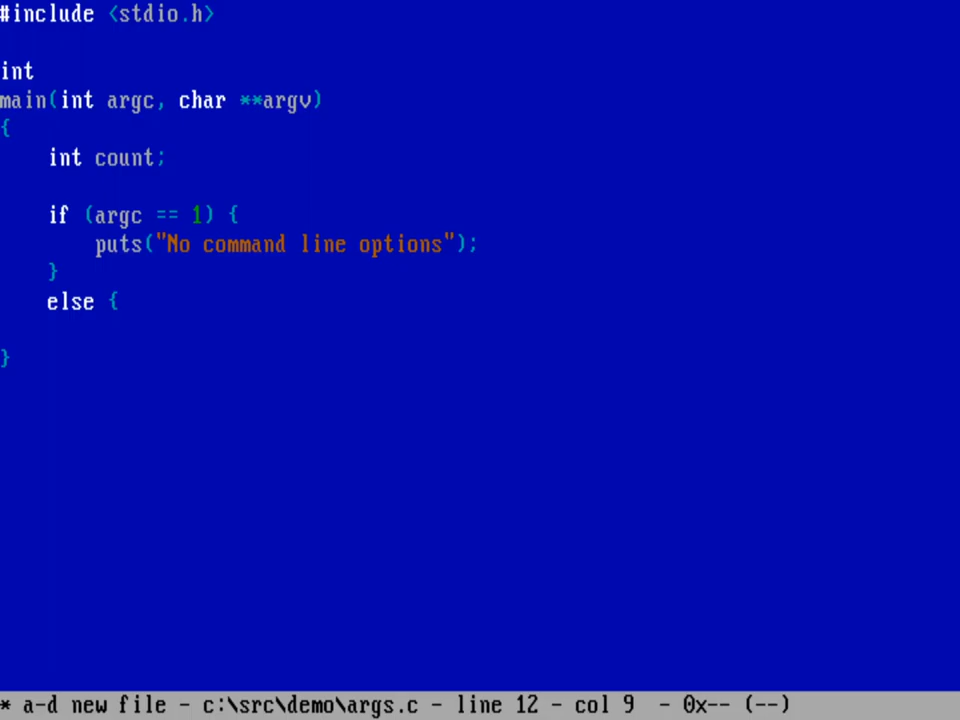 #include <stdio.h>
int
main(int argc, char **argv)
{
    int count;
    if (argc == 1) {
        puts("No command line options");
    }
    else {
}
* a-d new file - c:\src\demo\args.c - line 12 - col 9  - 0x-- (--)